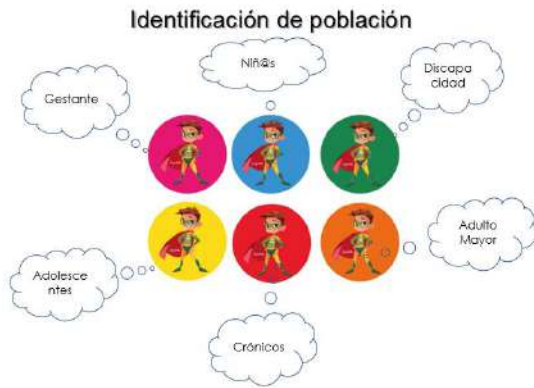 Identificación de población
Niñ@s
Discapa
cidad
Gestante
Adulto
Mayor
Adolesce
ntes
Crónicos